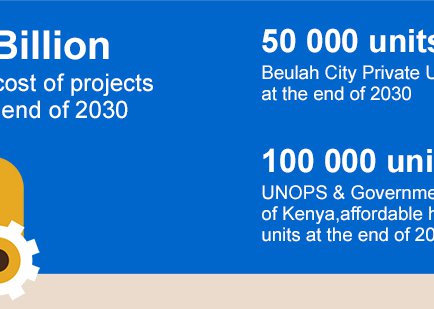 Billion
cost of projects
end of 2030
50 000 units
Beulah City Private U
at the end of 2030
100 000 uni
UNOPS & Governme
of Kenya,affordable h
units at the end of 20